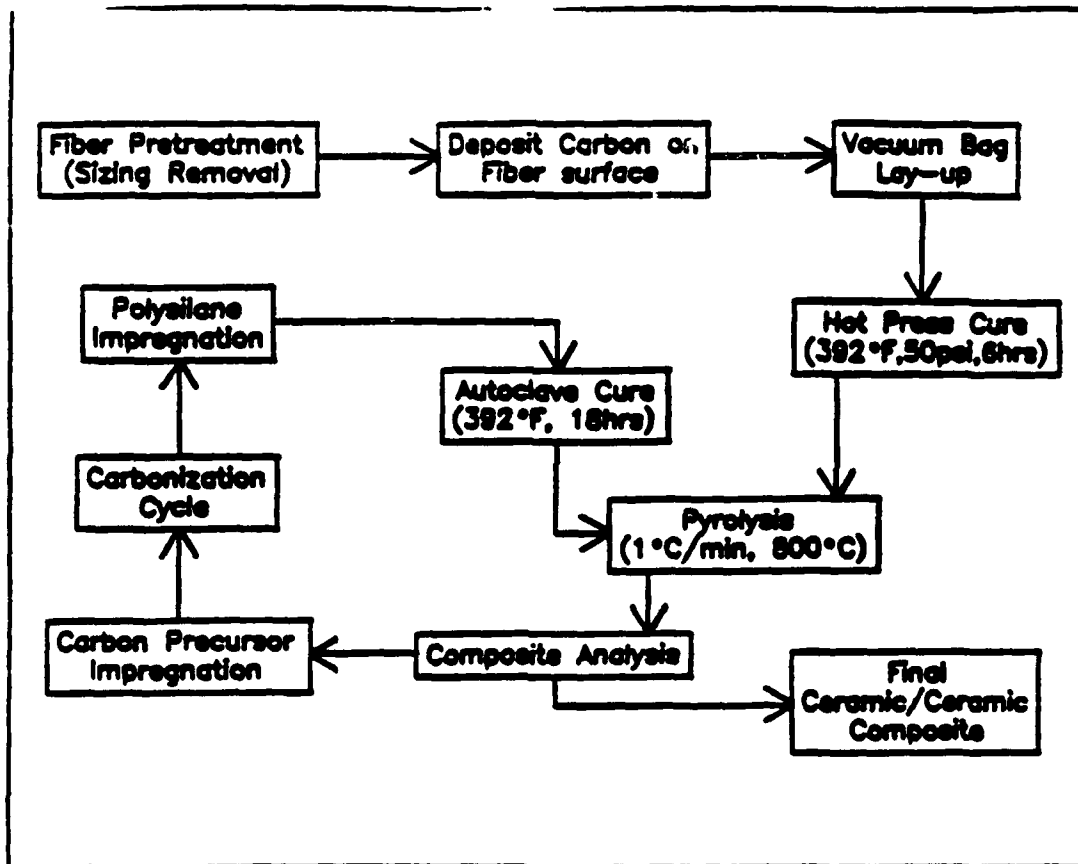 Fiber Pretreatment
(Sizing Removal)
Deposit Carbon on
Fiber surface
Vacuum Bag
Lay-up
Polysilane
Impregnation
Hot Press Cure
(392°F,50psi,6hrs)
Autoclave Cure
(392°F, 18hrs)
Carbonization
Cycle
Pyrolysis
(1°C/min, 800°C)
Carbon Precursor
Impregnation
Composite Analysis
Final
Ceramic/Ceramic
Composite